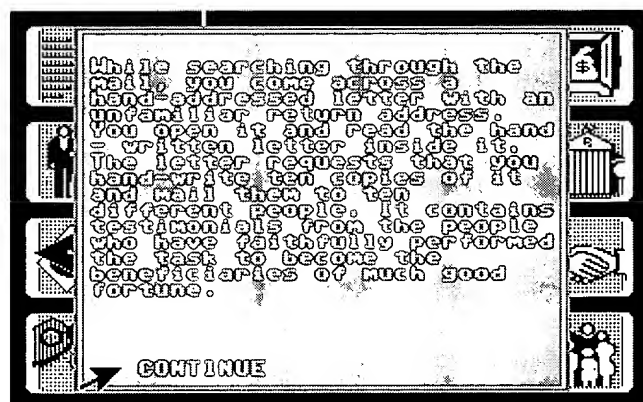 While searching through the
mail, you come across a
hand-addressed letter with an
unfamiliar return address.
You open it and read the hand
- written letter inside it.
The letter requests that you
hand-write ten copies of it
and mail them to ten
different people. It contains
testimonials from the people
who have faithfully performed
the task to become the
beneficiaries of much good
fortune.
CONTINUE